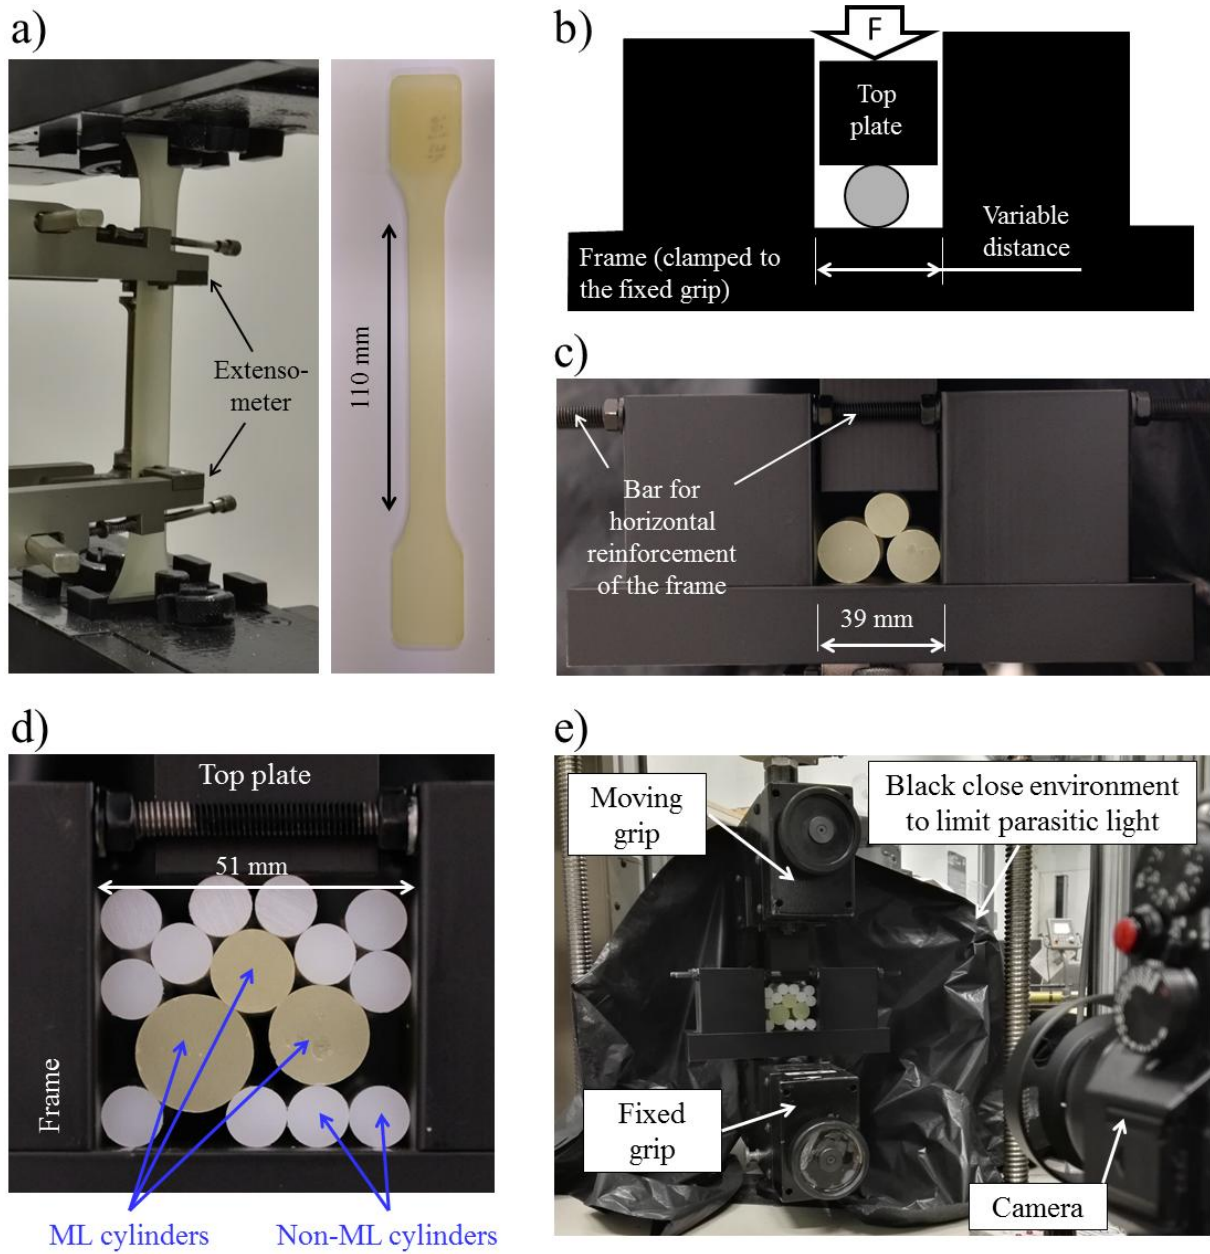 a)
Extenso-
meter
110 mm
b)
F
Top
plate
Variable
distance
Frame (clamped to
the fixed grip)
c)
Bar for
horizontal
reinforcement
of the frame
39 mm
d)
Top plate
51 mm
Frame
ML cylinders
Non-ML cylinders
e)
Moving
grip
Black close environment
to limit parasitic light
Fixed
grip
Camera